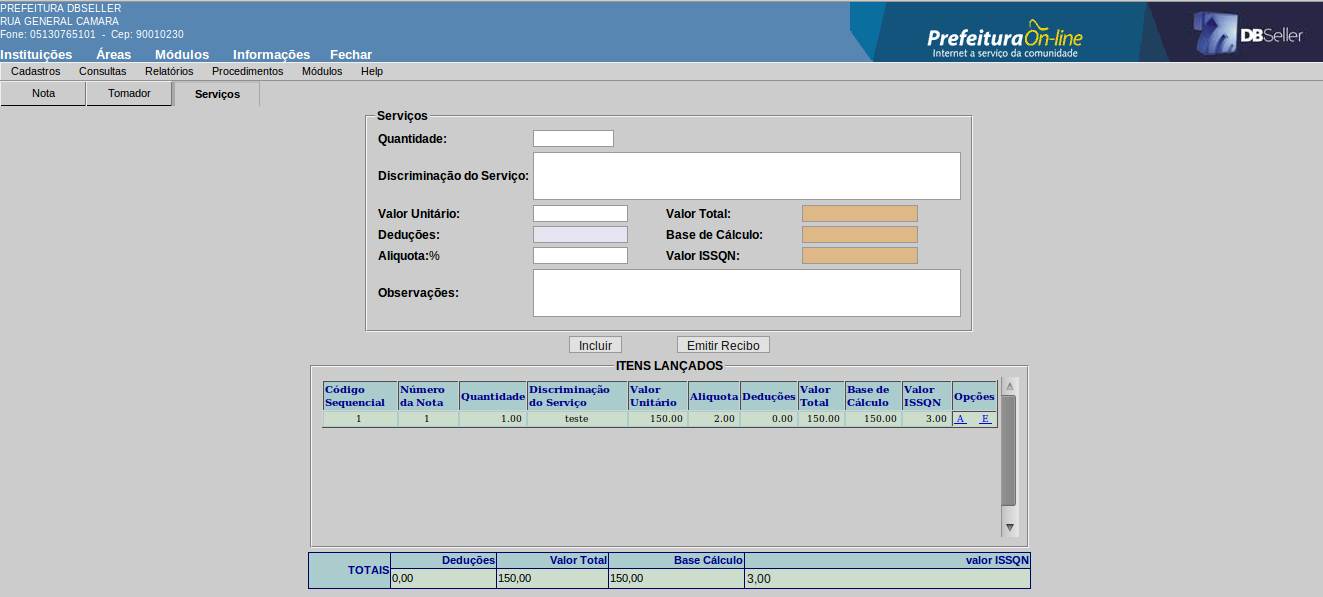 PREFEITURA DBSELLER
RUA GENERAL CAMARA
Fone: 05130765101 - Cep: 90010230
PrefeituraOn-line
Internet a serviço da comunidade
DBSeller
Instituições Áreas Módulos Informações Fechar
Cadastros Consultas Relatórios Procedimentos Módulos Help
Nota Tomador Serviços
Serviços
Quantidade:
Discriminação do Serviço:
Valor Unitário: Valor Total:
Deduções: Base de Cálculo:
Aliquota:% Valor ISSQN:
Observações:
Incluir Emitir Recibo
ITENS LANÇADOS
Código Sequencial Número da Nota Quantidade Discriminação do Serviço Valor Unitário Aliquota Deduções Valor Total Base de Cálculo Valor ISSQN Opções
1 1 1.00 teste 150.00 2.00 0.00 150.00 150.00 3.00 A E
TOTAIS Deduções Valor Total Base Cálculo valor ISSQN
0,00 150,00 150,00 3,00